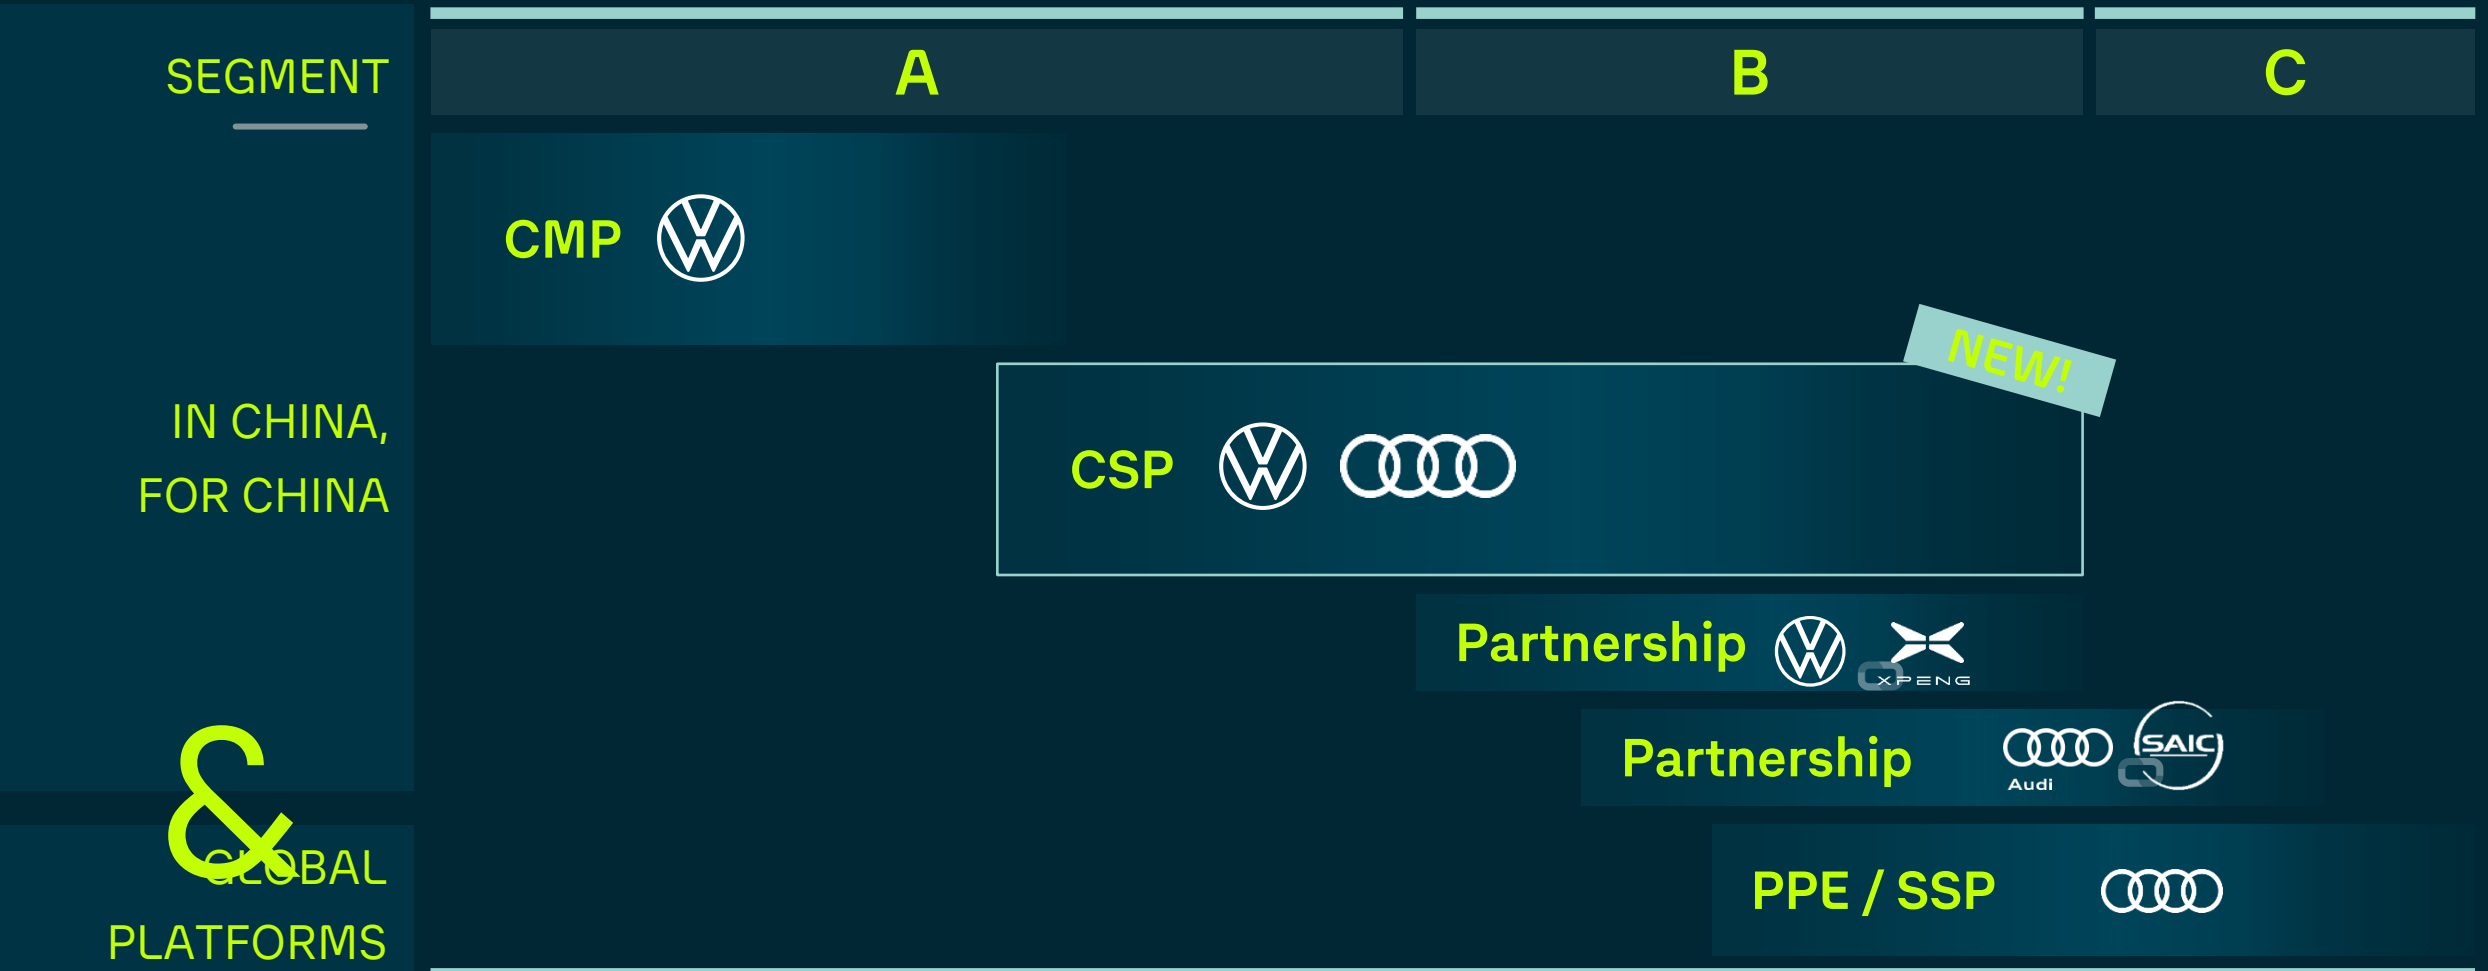 SEGMENT
A
B
C
CMP
NEW!
IN CHINA,
FOR CHINA
CSP
Partnership
XPENG
Partnership
Audi
SAIC
&
GLOBAL
PLATFORMS
PPE / SSP